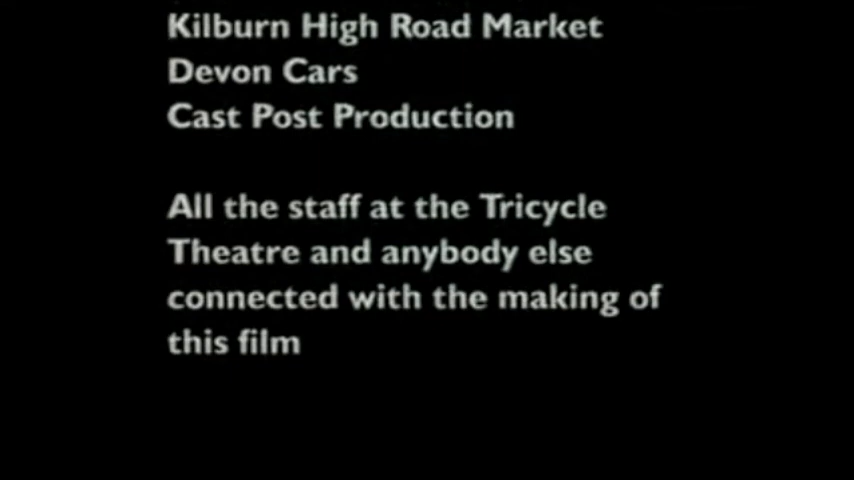 Kilburn High Road Market
Devon Cars
Cast Post Production
All the staff at the Tricycle
Theatre and anybody else
connected with the making of
this film